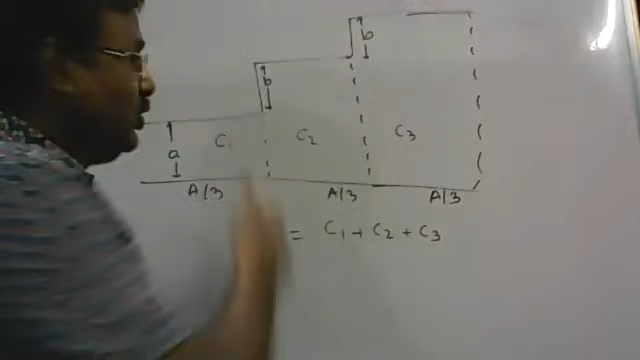 b
b
a C₁ C₂ C₃
A/3 A/3 A/3
= C₁ + C₂ + C₃